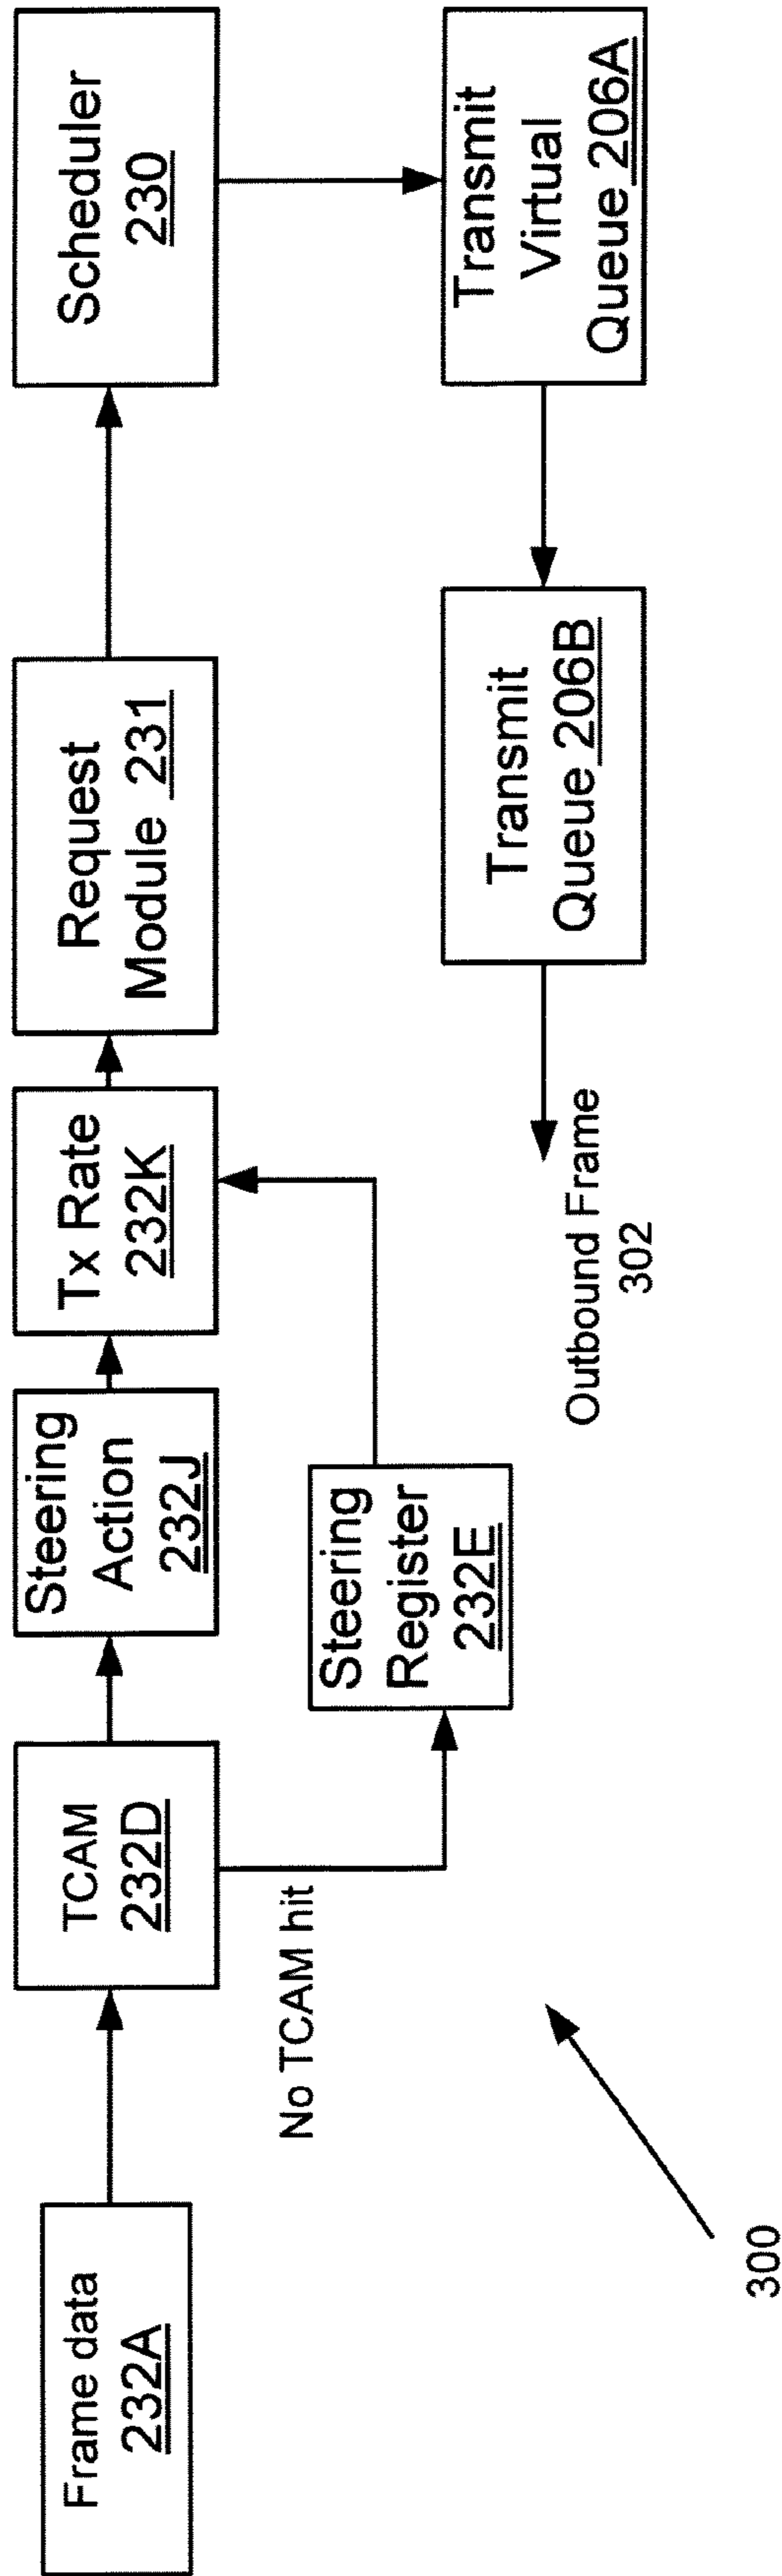 Frame data
232A
TCAM
232D
No TCAM hit
Steering
Action
232J
Steering
Register
232E
Tx Rate
232K
Request
Module 231
Scheduler
230
Transmit
Virtual
Queue 206A
Transmit
Queue 206B
Outbound Frame
302
300